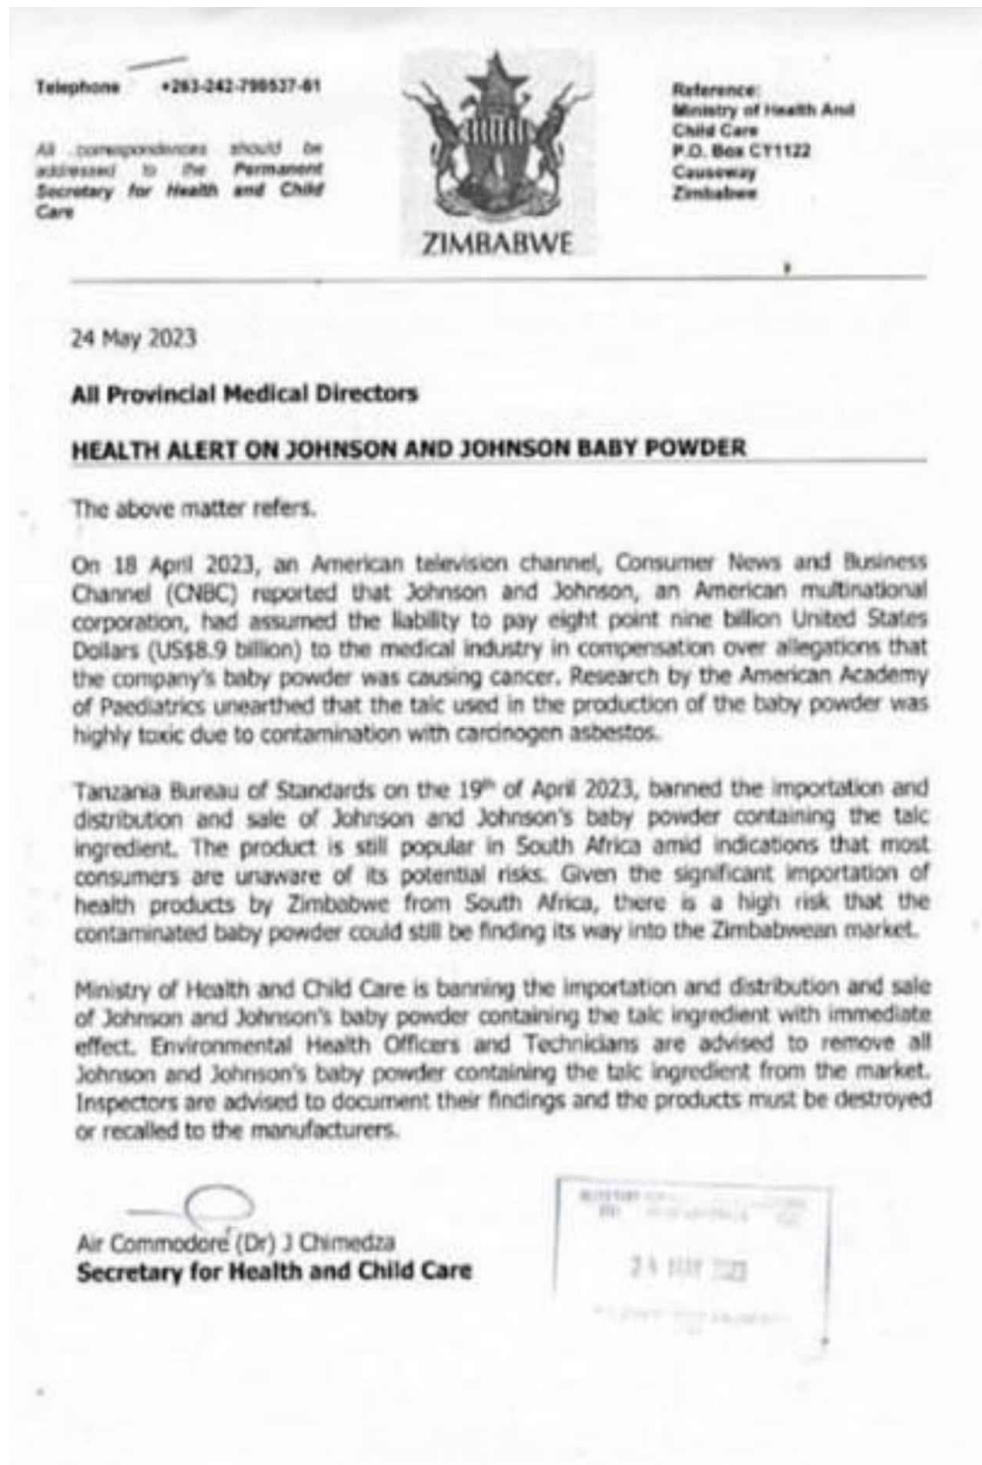 Telephone +263-242-798537-61
All correspondences should be
addressed to the Permanent
Secretary for Health and Child
Care
ZIMBABWE
Reference:
Ministry of Health And
Child Care
P.O. Box CY1122
Causeway
Zimbabwe
24 May 2023
All Provincial Medical Directors
HEALTH ALERT ON JOHNSON AND JOHNSON BABY POWDER
The above matter refers.
On 18 April 2023, an American television channel, Consumer News and Business
Channel (CNBC) reported that Johnson and Johnson, an American multinational
corporation, had assumed the liability to pay eight point nine billion United States
Dollars (US$8.9 billion) to the medical industry in compensation over allegations that
the company's baby powder was causing cancer. Research by the American Academy
of Paediatrics unearthed that the talc used in the production of the baby powder was
highly toxic due to contamination with carcinogen asbestos.
Tanzania Bureau of Standards on the 19th of April 2023, banned the importation and
distribution and sale of Johnson and Johnson's baby powder containing the talc
ingredient. The product is still popular in South Africa amid indications that most
consumers are unaware of its potential risks. Given the significant importation of
health products by Zimbabwe from South Africa, there is a high risk that the
contaminated baby powder could still be finding its way into the Zimbabwean market.
Ministry of Health and Child Care is banning the importation and distribution and sale
of Johnson and Johnson's baby powder containing the talc ingredient with immediate
effect. Environmental Health Officers and Technicians are advised to remove all
Johnson and Johnson's baby powder containing the talc ingredient from the market.
Inspectors are advised to document their findings and the products must be destroyed
or recalled to the manufacturers.
Air Commodore (Dr) J Chimedza
Secretary for Health and Child Care
24 MAY 2023